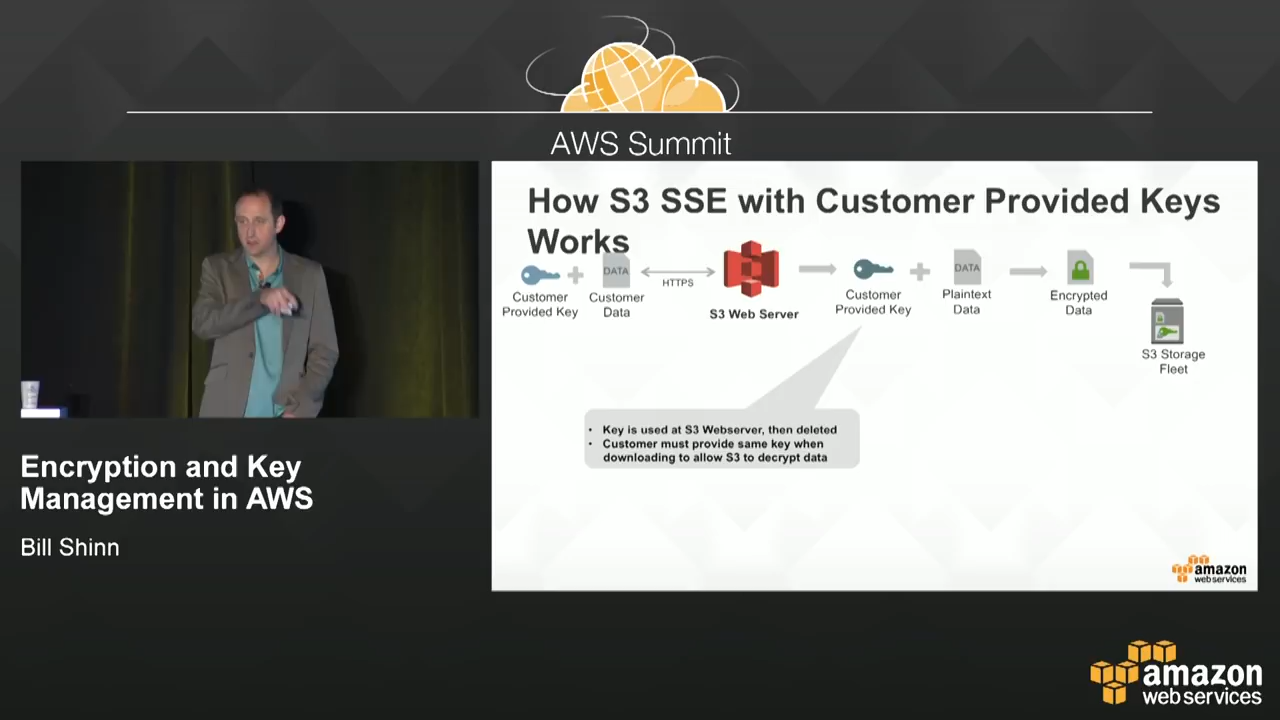 AWS Summit
How S3 SSE with Customer Provided Keys
Works
DATA
HTTPS
DATA
Customer
Provided Key
Customer
Data
S3 Web Server
Customer
Provided Key
Plaintext
Data
Encrypted
Data
S3 Storage
Fleet
• Key is used at S3 Webserver, then deleted
• Customer must provide same key when
downloading to allow S3 to decrypt data
amazon
web services
Encryption and Key
Management in AWS
Bill Shinn
amazon
web services